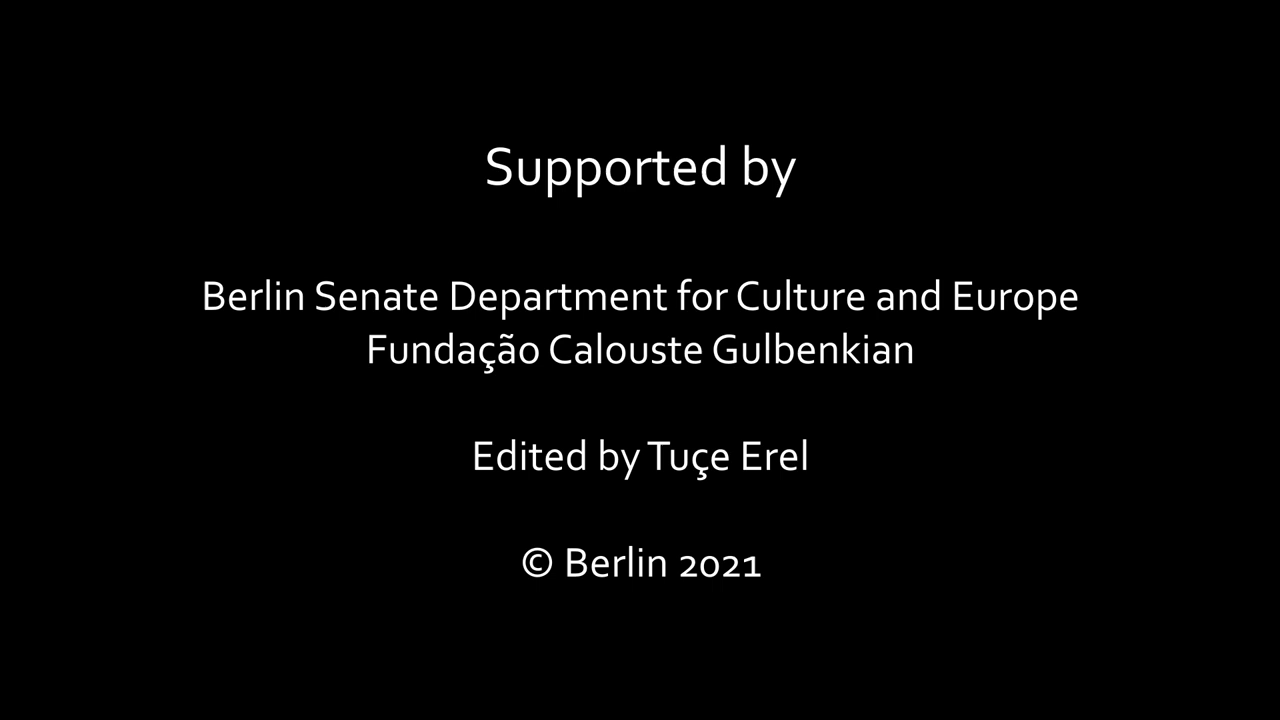 Supported by
Berlin Senate Department for Culture and Europe
Fundação Calouste Gulbenkian
Edited by Tuçe Erel
© Berlin 2021